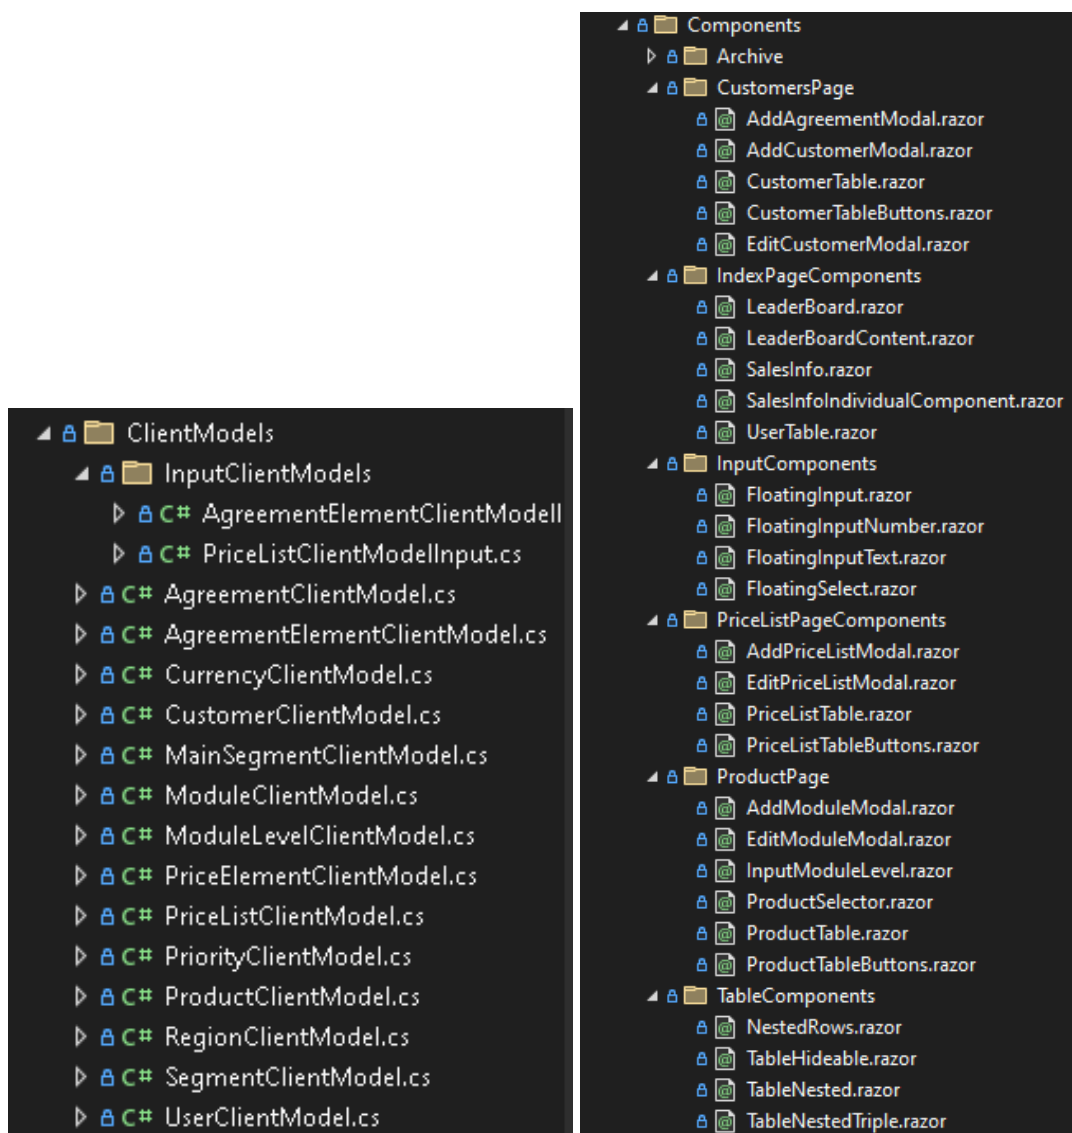 ClientModels
InputClientModels
C# AgreementElementClientModelI
C# PriceListClientModelInput.cs
C# AgreementClientModel.cs
C# AgreementElementClientModel.cs
C# CurrencyClientModel.cs
C# CustomerClientModel.cs
C# MainSegmentClientModel.cs
C# ModuleClientModel.cs
C# ModuleLevelClientModel.cs
C# PriceElementClientModel.cs
C# PriceListClientModel.cs
C# PriorityClientModel.cs
C# ProductClientModel.cs
C# RegionClientModel.cs
C# SegmentClientModel.cs
C# UserClientModel.cs
Components
Archive
CustomersPage
@ AddAgreementModal.razor
@ AddCustomerModal.razor
@ CustomerTable.razor
@ CustomerTableButtons.razor
@ EditCustomerModal.razor
IndexPageComponents
@ LeaderBoard.razor
@ LeaderBoardContent.razor
@ SalesInfo.razor
@ SalesInfoIndividualComponent.razor
@ UserTable.razor
InputComponents
@ FloatingInput.razor
@ FloatingInputNumber.razor
@ FloatingInputText.razor
@ FloatingSelect.razor
PriceListPageComponents
@ AddPriceListModal.razor
@ EditPriceListModal.razor
@ PriceListTable.razor
@ PriceListTableButtons.razor
ProductPage
@ AddModuleModal.razor
@ EditModuleModal.razor
@ InputModuleLevel.razor
@ ProductSelector.razor
@ ProductTable.razor
@ ProductTableButtons.razor
TableComponents
@ NestedRows.razor
@ TableHideable.razor
@ TableNested.razor
@ TableNestedTriple.razor